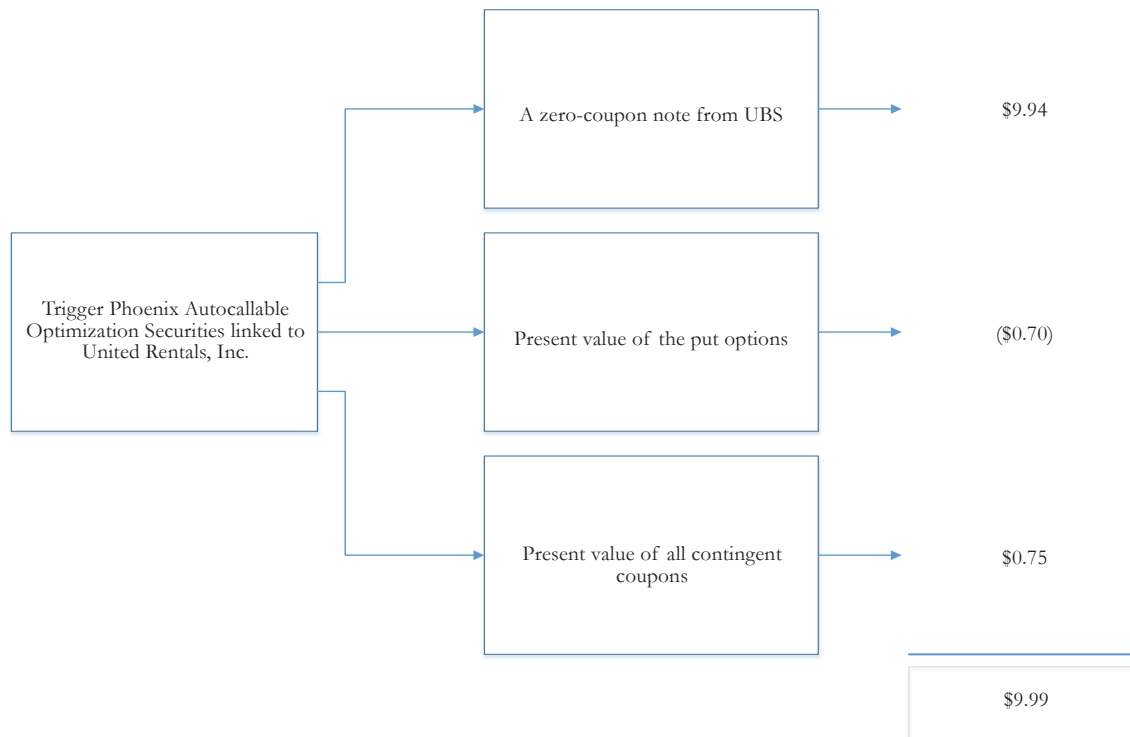 A zero-coupon note from UBS
$9.94
Trigger Phoenix Autocallable
Optimization Securities linked to
United Rentals, Inc.
Present value of the put options
($0.70)
Present value of all contingent
coupons
$0.75
$9.99